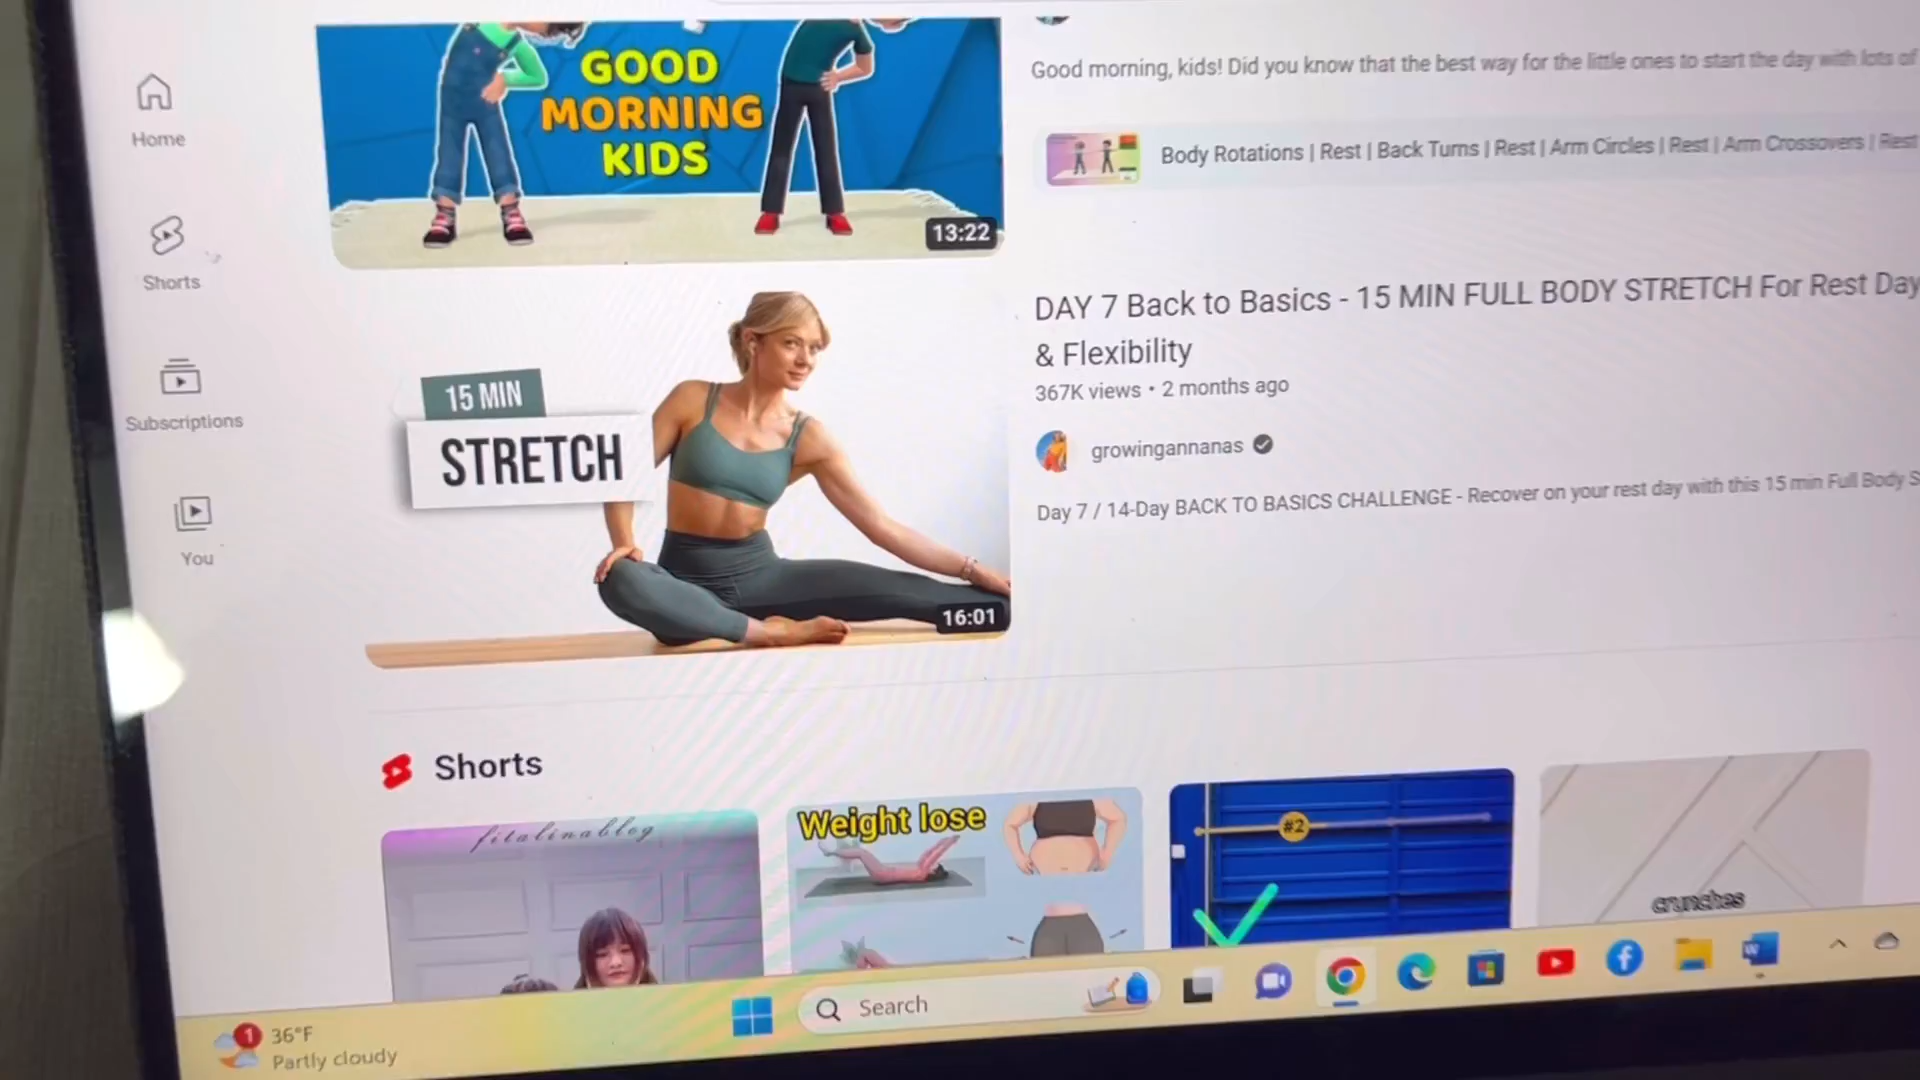 Home
Shorts
Subscriptions
You
GOOD
MORNING
KIDS
13:22
Good morning, kids! Did you know that the best way for the little ones to start the day with lots of
Body Rotations | Rest | Back Turns | Rest | Arm Circles | Rest | Arm Crossovers | Rest
15 MIN
STRETCH
16:01
DAY 7 Back to Basics - 15 MIN FULL BODY STRETCH For Rest Day
& Flexibility
367K views • 2 months ago
growingannanas
Day 7 / 14-Day BACK TO BASICS CHALLENGE - Recover on your rest day with this 15 min Full Body S
Shorts
fitalinablog
Weight lose
#2
crunches
1
36°F
Partly cloudy
Search